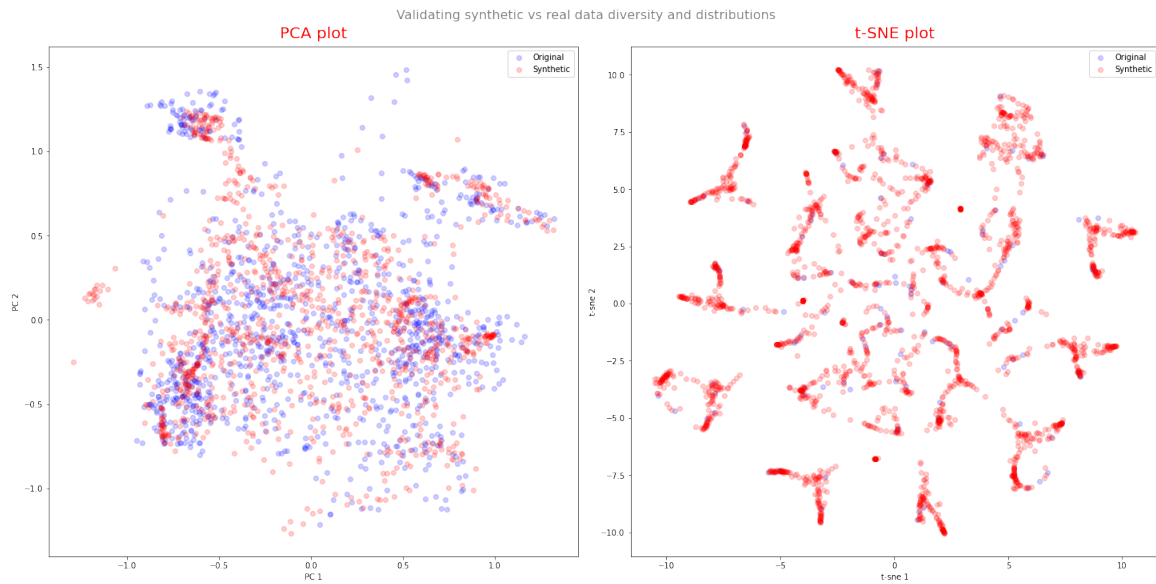 Validating synthetic vs real data diversity and distributions
PCA plot
Original
Synthetic
1.5
1.0
0.5
0.0
−0.5
−1.0
PC 2
−1.0
−0.5
0.0
0.5
1.0
PC 1
t-SNE plot
Original
Synthetic
10.0
7.5
5.0
2.5
0.0
−2.5
−5.0
−7.5
−10.0
t-sne 2
−10
−5
0
5
10
t-sne 1